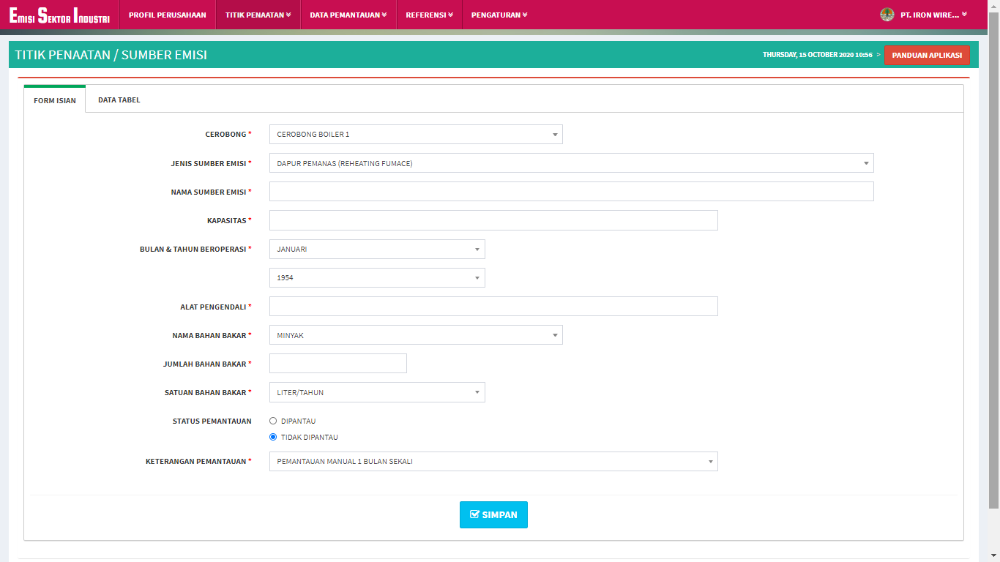 EMISI SEKTOR INDUSTRI PROFIL PERUSAHAAN TITIK PENAATAN DATA PEMANTAUAN REFERENSI PENGATURAN PT. IRON WIRE...
TITIK PENAATAN / SUMBER EMISI THURSDAY, 15 OCTOBER 2020 10:56 > PANDUAN APLIKASI
FORM ISIAN DATA TABEL
CEROBONG * CEROBONG BOILER 1
JENIS SUMBER EMISI * DAPUR PEMANAS (REHEATING FUMACE)
NAMA SUMBER EMISI *
KAPASITAS *
BULAN & TAHUN BEROPERASI * JANUARI
1954
ALAT PENGENDALI *
NAMA BAHAN BAKAR * MINYAK
JUMLAH BAHAN BAKAR *
SATUAN BAHAN BAKAR * LITER/TAHUN
STATUS PEMANTAUAN DIPANTAU
TIDAK DIPANTAU
KETERANGAN PEMANTAUAN * PEMANTAUAN MANUAL 1 BULAN SEKALI
SIMPAN